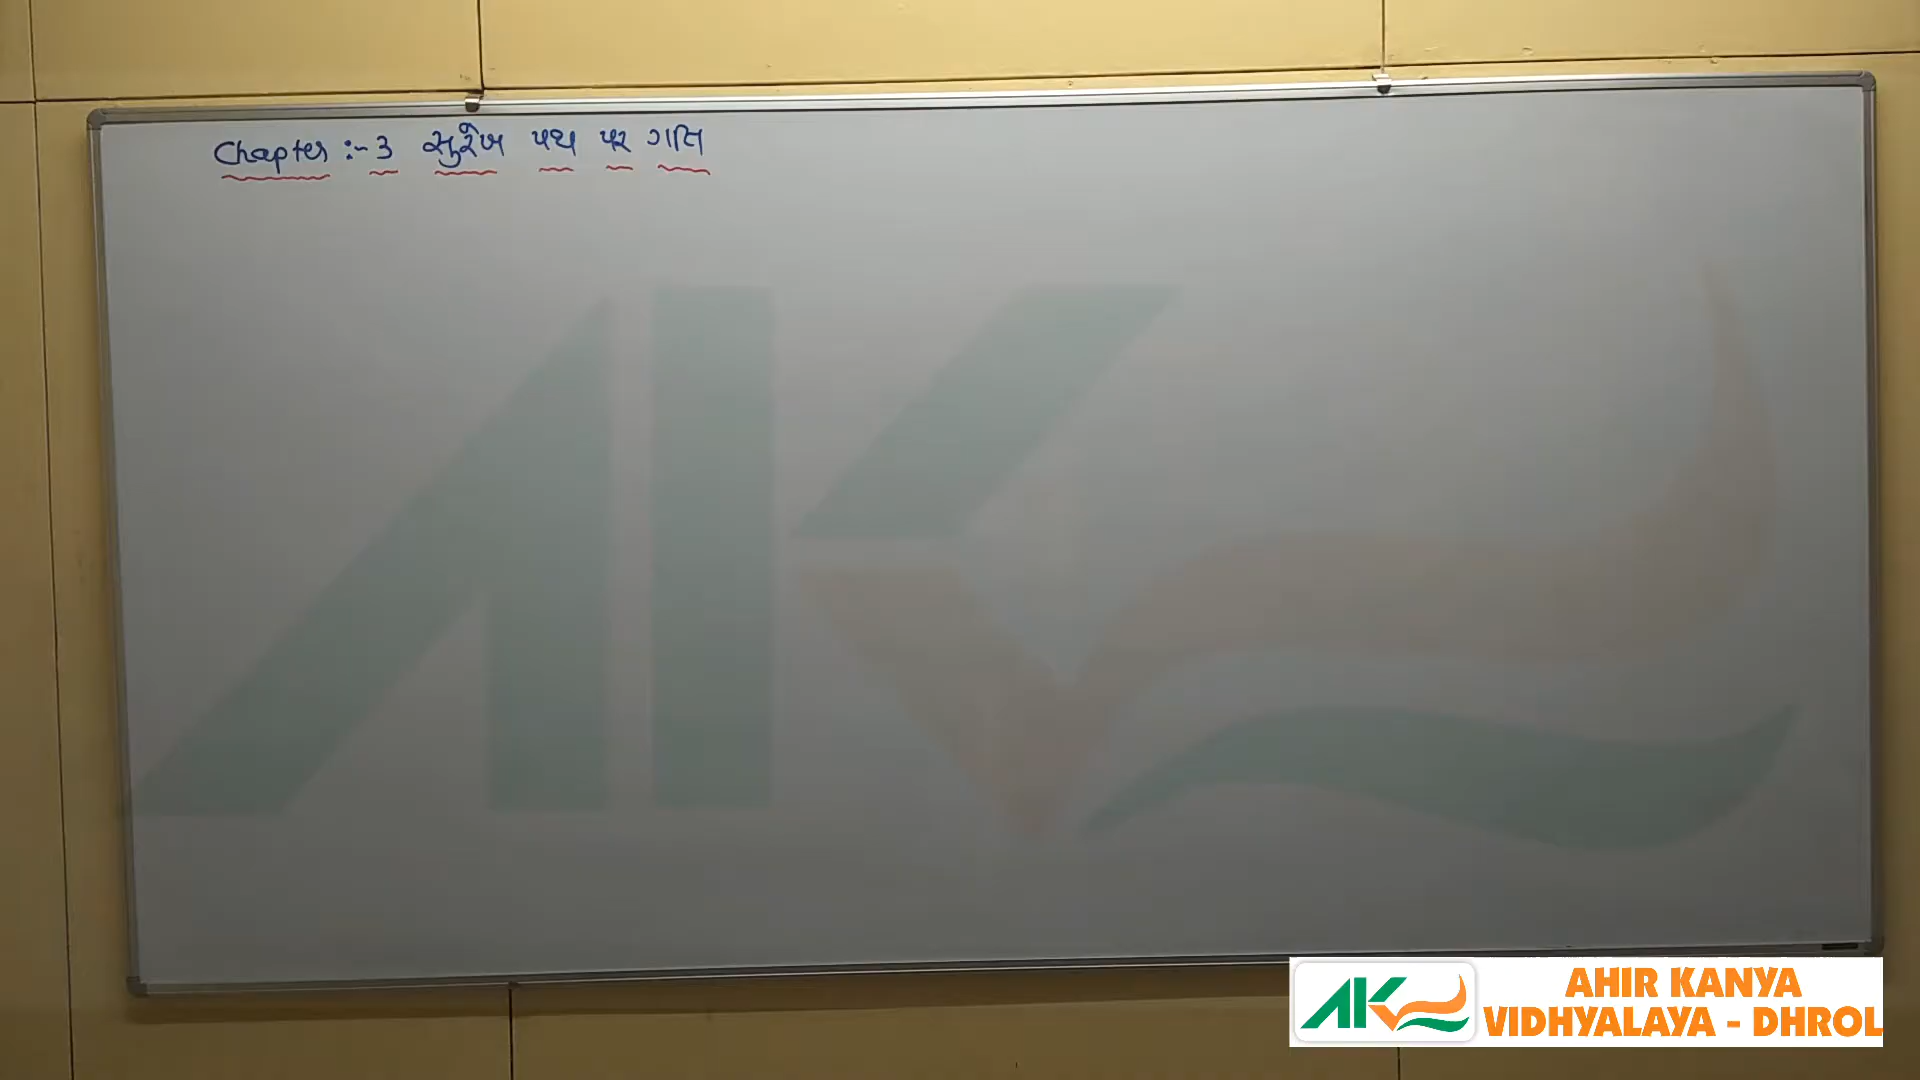 Chapter :- 3 સુરેખ પથ પર ગતિ
AHIR KANYA
VIDHYALAYA - DHROL